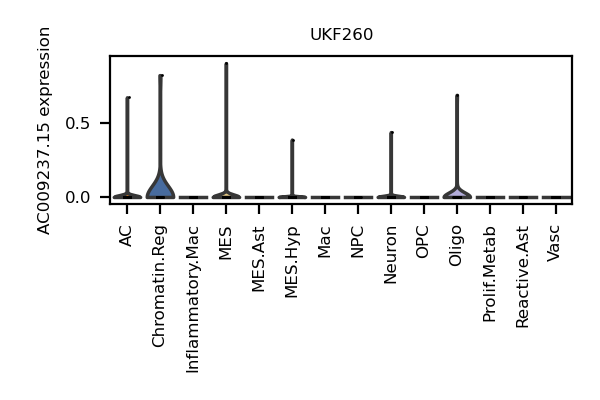 UKF260
AC009237.15 expression
0.5
0.0
AC
Chromatin.Reg
Inflammatory.Mac
MES
MES.Ast
MES.Hyp
Mac
NPC
Neuron
OPC
Oligo
Prolif.Metab
Reactive.Ast
Vasc